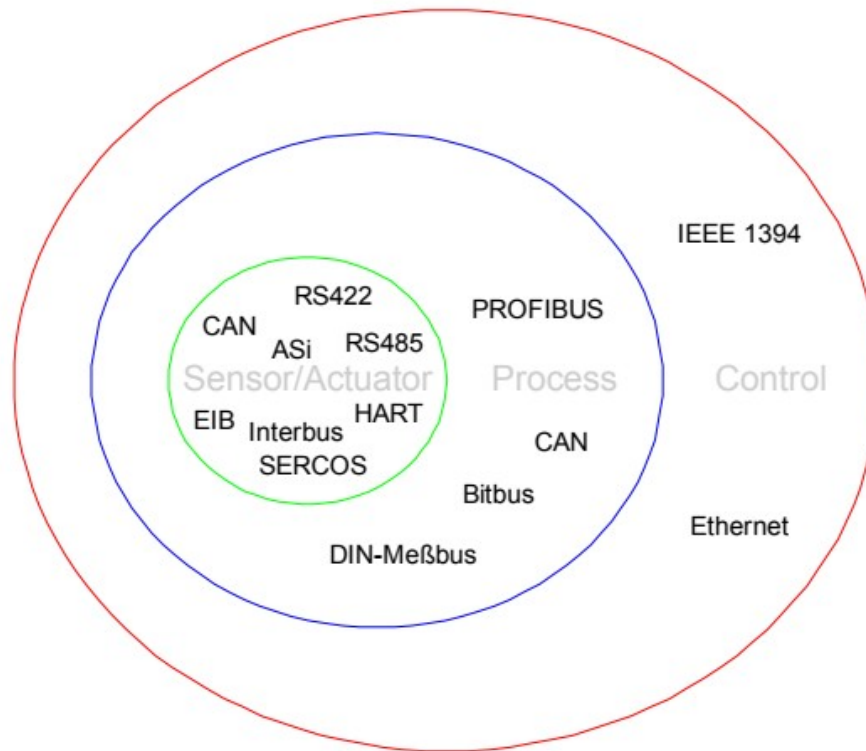 IEEE 1394
RS422
PROFIBUS
CAN
RS485
ASi
Sensor/Actuator
Process
Control
HART
EIB
Interbus
CAN
SERCOS
Bitbus
Ethernet
DIN-Meßbus